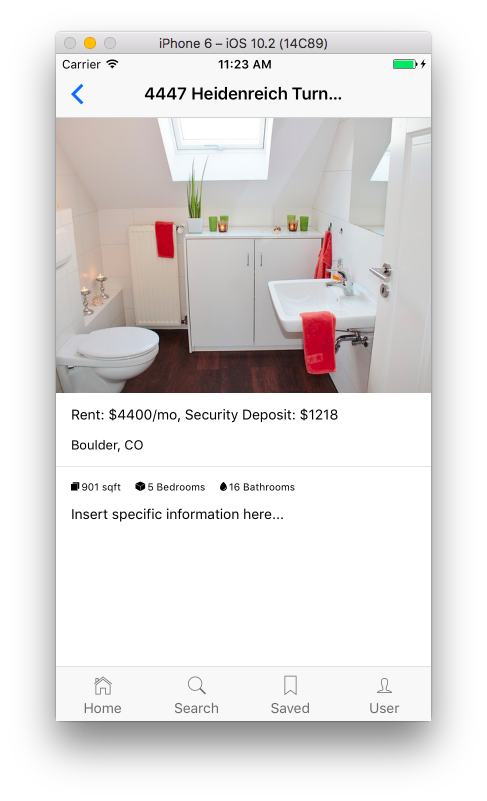 iPhone 6 – iOS 10.2 (14C89)
Carrier 11:23 AM
4447 Heidenreich Turn...
Rent: $4400/mo, Security Deposit: $1218
Boulder, CO
901 sqft 5 Bedrooms 16 Bathrooms
Insert specific information here...
Home Search Saved User